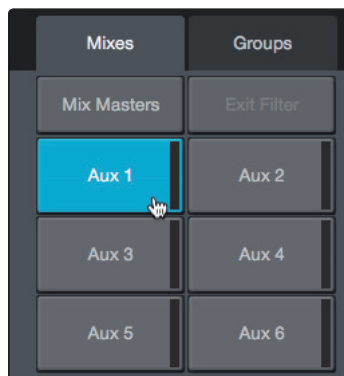 Mixes Groups
Mix Masters Exit Filter
Aux 1 Aux 2
Aux 3 Aux 4
Aux 5 Aux 6